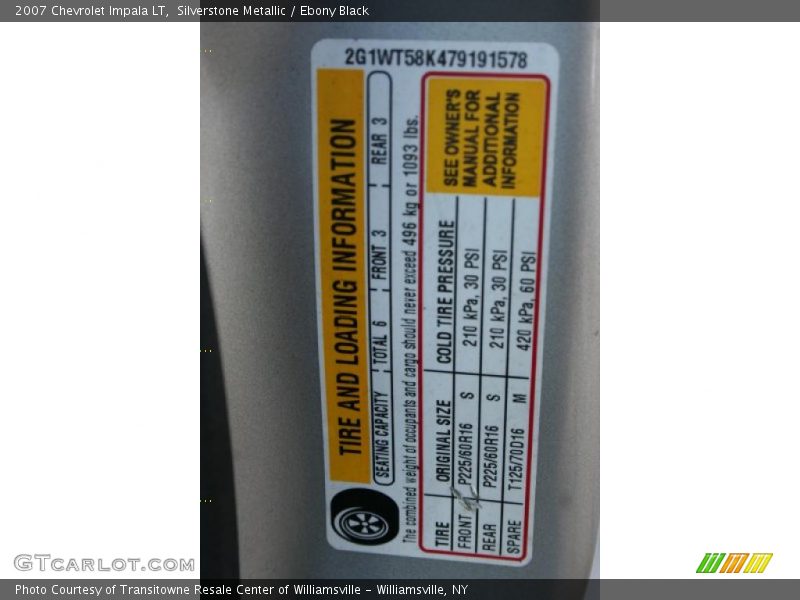 2007 Chevrolet Impala LT, Silverstone Metallic / Ebony Black
2G1WT58K479191578
TIRE AND LOADING INFORMATION
SEATING CAPACITY TOTAL 6 FRONT 3 REAR 3
The combined weight of occupants and cargo should never exceed 496 kg or 1093 lbs.
TIRE ORIGINAL SIZE COLD TIRE PRESSURE
FRONT P225/60R16 S 210 kPa, 30 PSI
REAR P225/60R16 S 210 kPa, 30 PSI
SPARE T125/70D16 M 420 kPa, 60 PSI
SEE OWNER'S
MANUAL FOR
ADDITIONAL
INFORMATION
GTcarlot.com
Photo Courtesy of Transitowne Resale Center of Williamsville - Williamsville, NY